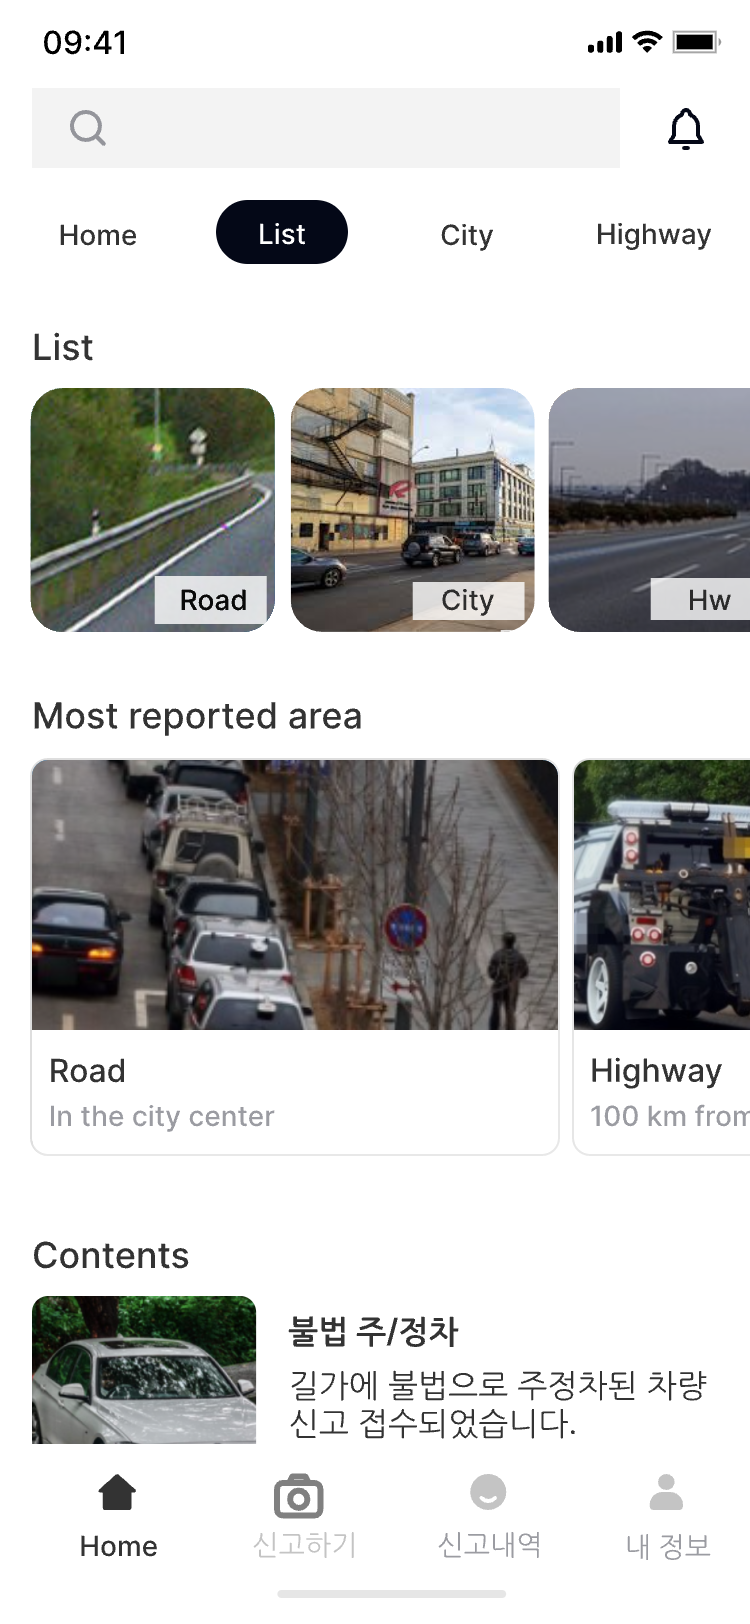 09:41
Home
List
City
Highway
List
Road
City
Hw
Most reported area
Road
In the city center
Highway
100 km from
Contents
불법 주/정차
길가에 불법으로 주정차된 차량
신고 접수되었습니다.
Home
신고하기
신고내역
내 정보